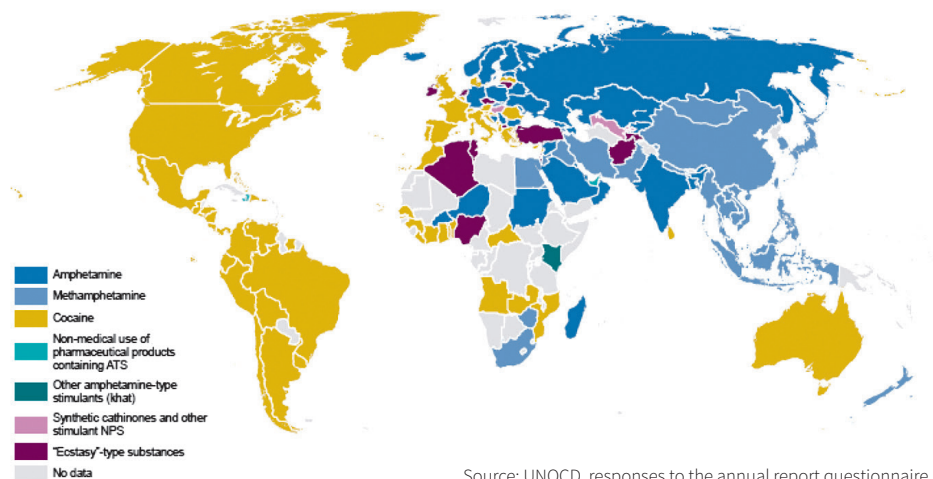 Amphetamine
Methamphetamine
Cocaine
Non-medical use of
pharmaceutical products
containing ATS
Other amphetamine-type
stimulants (khat)
Synthetic cathinones and other
stimulant NPS
"Ecstasy"-type substances
No data
Source: UNOCD, responses to the annual report questionnaire